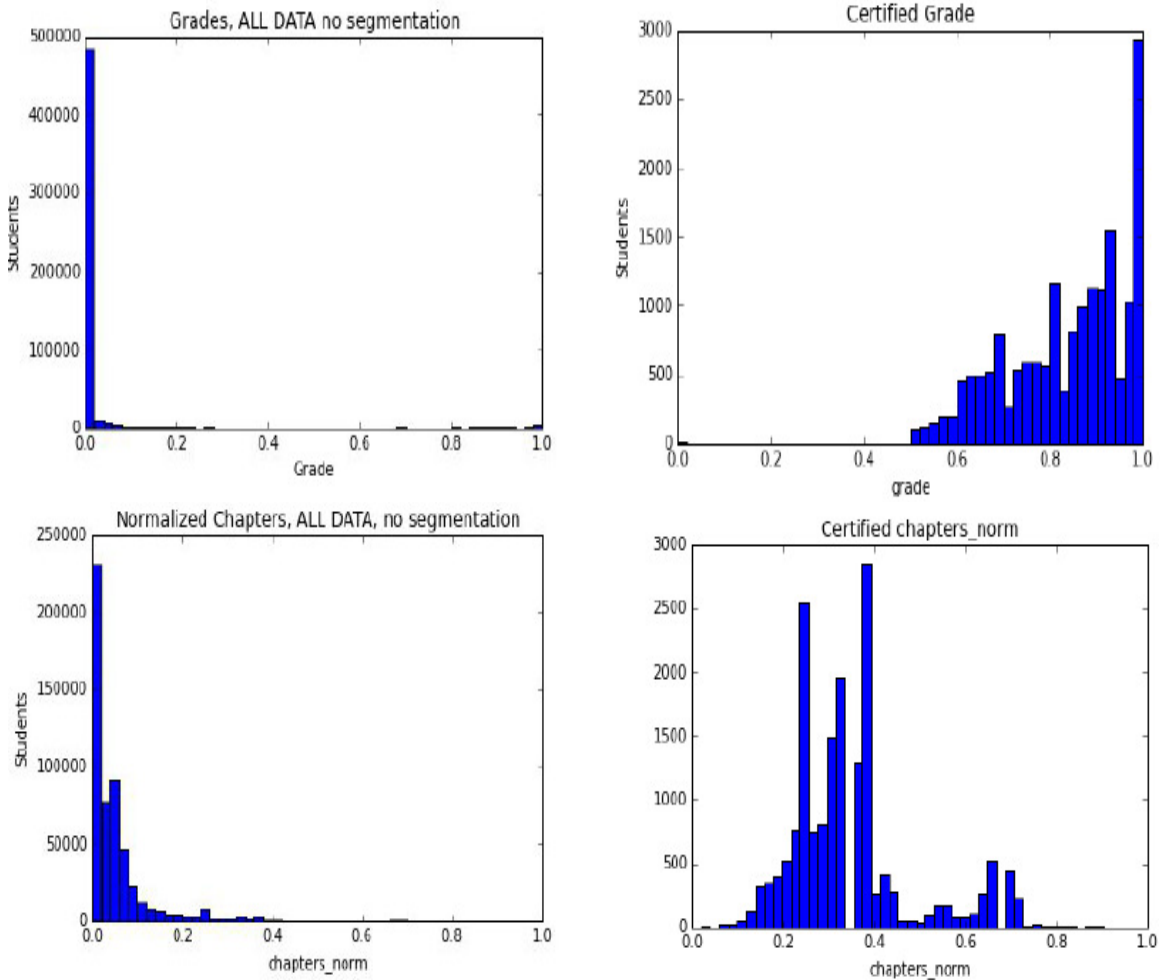 Grades, ALL DATA no segmentation
500000
400000
300000
200000
100000
0
Students
0.0 0.2 0.4 0.6 0.8 1.0
Grade
Certified Grade
3000
2500
2000
1500
1000
500
0
Students
0.0 0.2 0.4 0.6 0.8 1.0
grade
Normalized Chapters, ALL DATA, no segmentation
250000
200000
150000
100000
50000
0
Students
0.0 0.2 0.4 0.6 0.8 1.0
chapters_norm
Certified chapters_norm
3000
2500
2000
1500
1000
500
0
0.0 0.2 0.4 0.6 0.8 1.0
chapters_norm